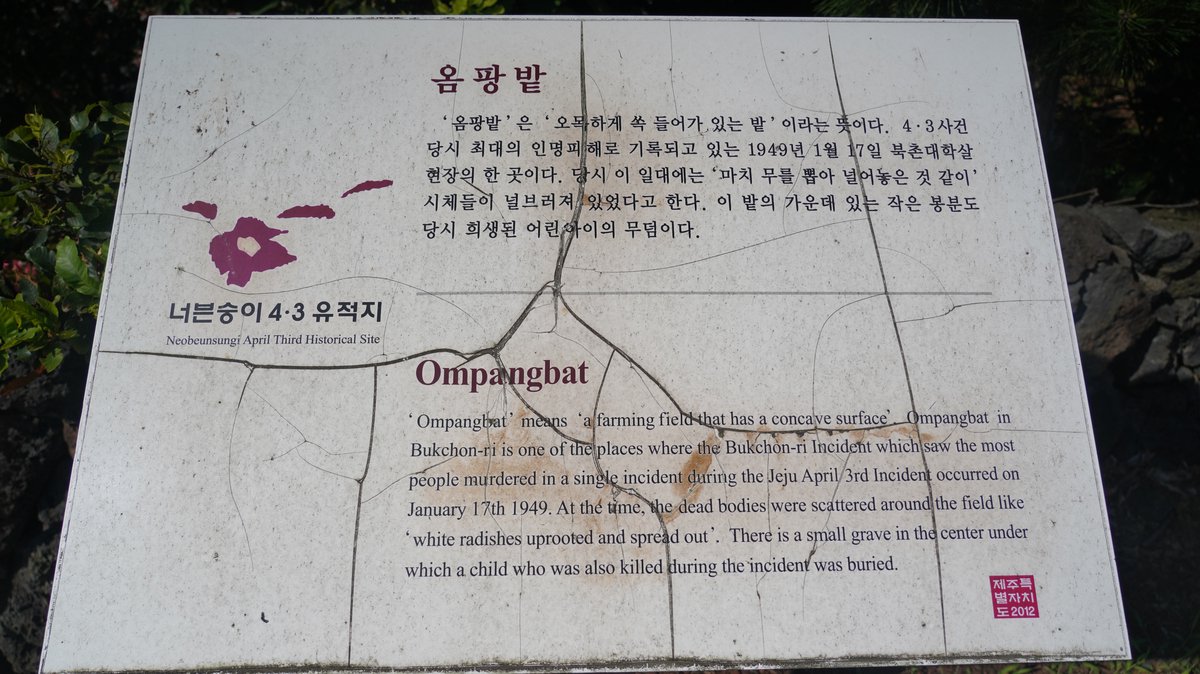 옴팡밭
‘옴팡밭’은 ‘오목하게 쏙 들어가 있는 밭’이라는 뜻이다. 4·3사건
당시 최대의 인명피해로 기록되고 있는 1949년 1월 17일 북촌대학살
현장의 한 곳이다. 당시 이 일대에는 ‘마치 무를 뽑아 널어놓은 것 같이’
시체들이 널브러져 있었다고 한다. 이 밭의 가운데 있는 작은 봉분도
당시 희생된 어린아이의 무덤이다.
너븐숭이 4·3 유적지
Neobeunsungi April Third Historical Site
Ompangbat
‘Ompangbat’ means ‘a farming field that has a concave surface’. Ompangbat in
Bukchon-ri is one of the places where the Bukchon-ri Incident which saw the most
people murdered in a single incident during the Jeju April 3rd Incident occurred on
January 17th 1949. At the time, the dead bodies were scattered around the field like
‘white radishes uprooted and spread out’. There is a small grave in the center under
which a child who was also killed during the incident was buried.
제주특
별자치
도2012